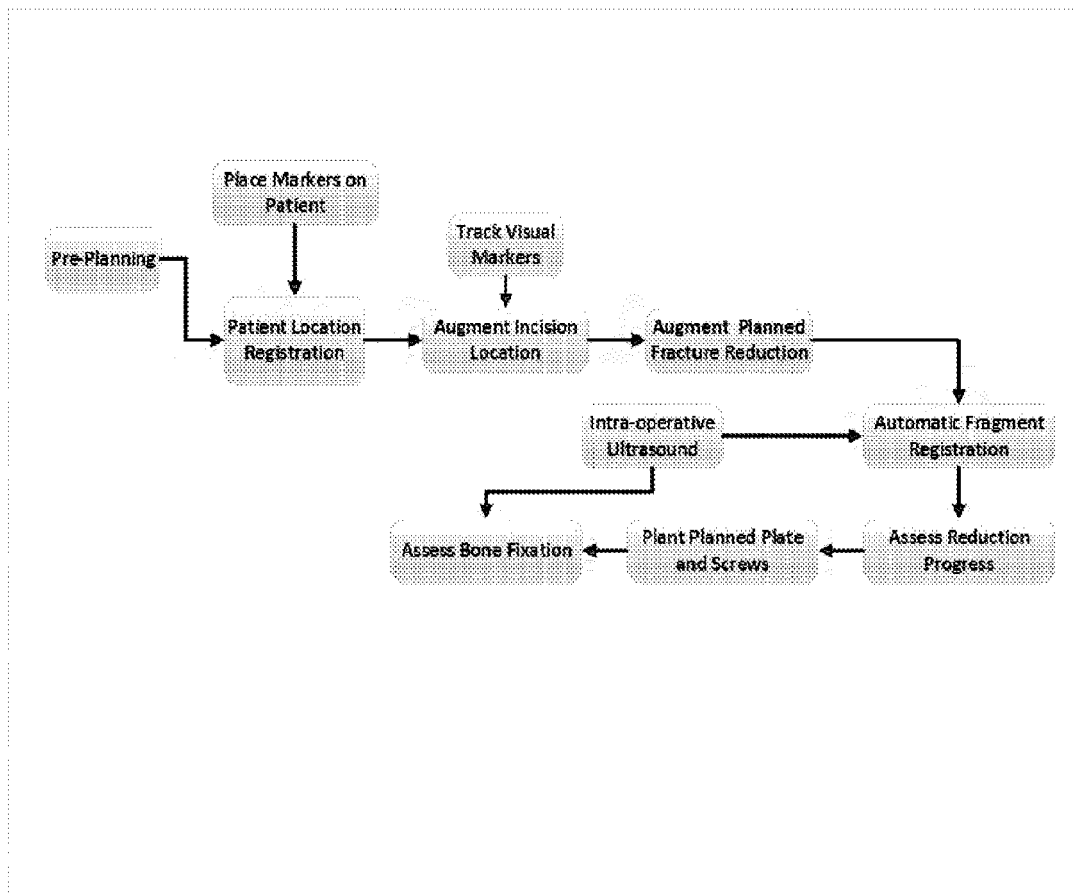 Place Markers on
Patient
Track Visual
Markers
Pre-Planning
Patient Location
Registration
Augment Incision
Location
Augment Planned
Fracture Reduction
Intra-operative
Ultrasound
Automatic Fragment
Registration
Assess Bone Fixation
Plant Planned Plate
and Screws
Assess Reduction
Progress